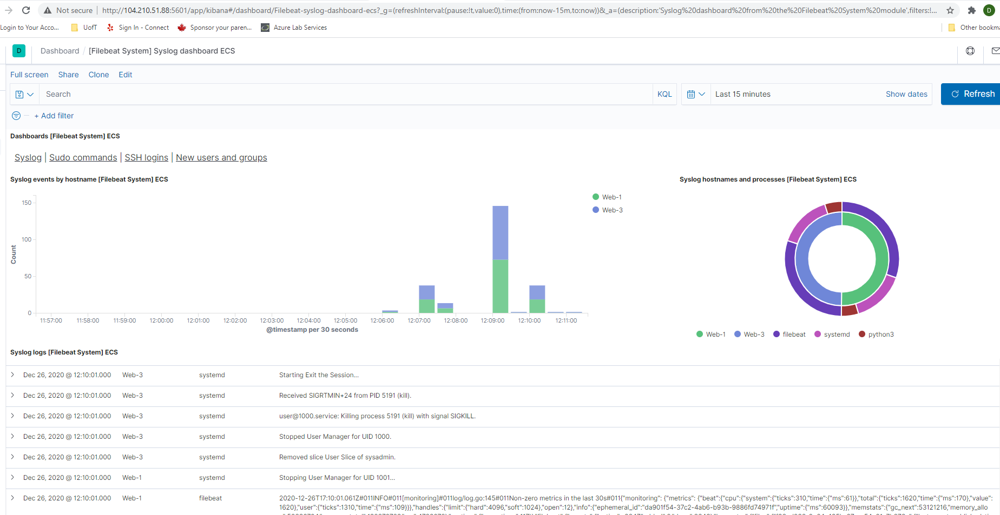 Not secure | http://104.210.51.88:5601/app/kibana#/dashboard/Filebeat-syslog-dashboard-ecs?_g=(refreshInterval:(pause:!t,value:0),time:(from:now-15m,to:now))&_a=(description:'Syslog%20dashboard%20from%20the%20Filebeat%20System%20module',filters:!... D
Login to Your Acco... UofT Sign In - Connect Sponsor your paren... Azure Lab Services Other bookma
D Dashboard / [Filebeat System] Syslog dashboard ECS
Full screen Share Clone Edit
Search KQL Last 15 minutes Show dates Refresh
+ Add filter
Dashboards [Filebeat System] ECS
Syslog | Sudo commands | SSH logins | New users and groups
Syslog events by hostname [Filebeat System] ECS
150
100
50
0
Count
11:57:00 11:58:00 11:59:00 12:00:00 12:01:00 12:02:00 12:03:00 12:04:00 12:05:00 12:06:00 12:07:00 12:08:00 12:09:00 12:10:00 12:11:00
@timestamp per 30 seconds
Web-1
Web-3
Syslog hostnames and processes [Filebeat System] ECS
Web-1 Web-3 filebeat systemd python3
Syslog logs [Filebeat System] ECS
Dec 26, 2020 @ 12:10:01.000 Web-3 systemd Starting Exit the Session...
Dec 26, 2020 @ 12:10:01.000 Web-3 systemd Received SIGRTMIN+24 from PID 5191 (kill).
Dec 26, 2020 @ 12:10:01.000 Web-3 systemd user@1000.service: Killing process 5191 (kill) with signal SIGKILL.
Dec 26, 2020 @ 12:10:01.000 Web-3 systemd Stopped User Manager for UID 1000.
Dec 26, 2020 @ 12:10:01.000 Web-3 systemd Removed slice User Slice of sysadmin.
Dec 26, 2020 @ 12:10:01.000 Web-1 systemd Stopping User Manager for UID 1001...
Dec 26, 2020 @ 12:10:01.000 Web-1 filebeat 2020-12-26T17:10:01.061Z#011INFO#011[monitoring]#011log/log.go:145#011Non-zero metrics in the last 30s#011{"monitoring": {"metrics": {"beat":{"cpu":{"system":{"ticks":310,"time":{"ms":61}},"total":{"ticks":1620,"time":{"ms":170},"value":
1620},"user":{"ticks":1310,"time":{"ms":109}}},"handles":{"limit":{"hard":4096,"soft":1024},"open":12},"info":{"ephemeral_id":"da901f54-37c2-4ab6-b93b-9886fd74971f","uptime":{"ms":60093}},"memstats":{"gc_next":53121216,"memory_alloc